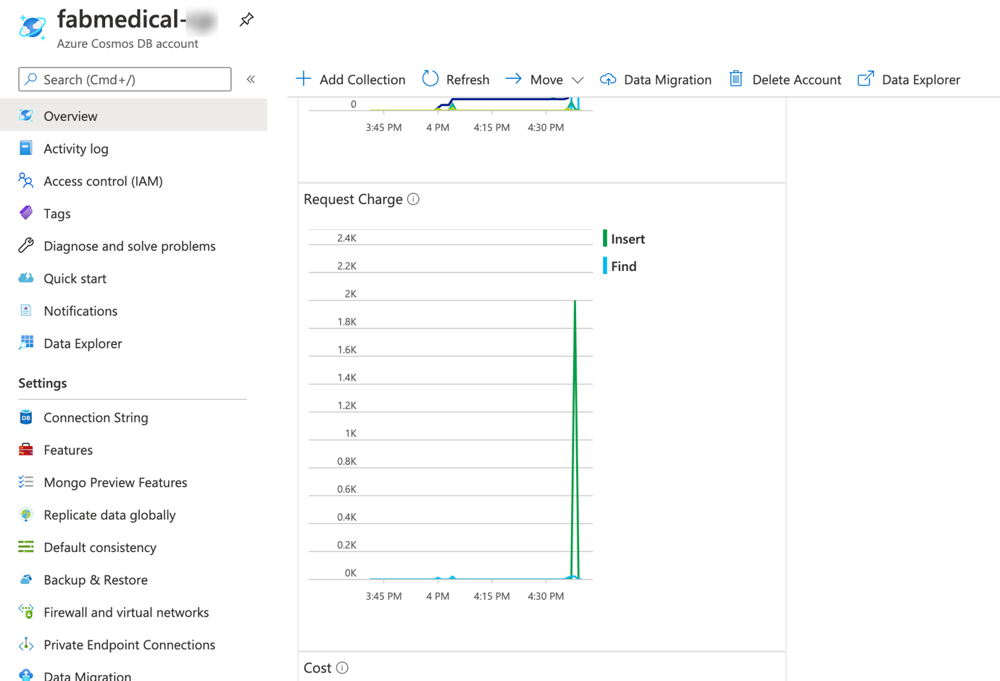 fabmedical-
Azure Cosmos DB account
Search (Cmd+/)
«
Add Collection
Refresh
Move
Data Migration
Delete Account
Data Explorer
Overview
Activity log
Access control (IAM)
Tags
Diagnose and solve problems
Quick start
Notifications
Data Explorer
Settings
Connection String
Features
Mongo Preview Features
Replicate data globally
Default consistency
Backup & Restore
Firewall and virtual networks
Private Endpoint Connections
Data Migration
0
3:45 PM 4 PM 4:15 PM 4:30 PM
Request Charge
2.4K
2.2K
2K
1.8K
1.6K
1.4K
1.2K
1K
0.8K
0.6K
0.4K
0.2K
0K
3:45 PM 4 PM 4:15 PM 4:30 PM
Insert
Find
Cost